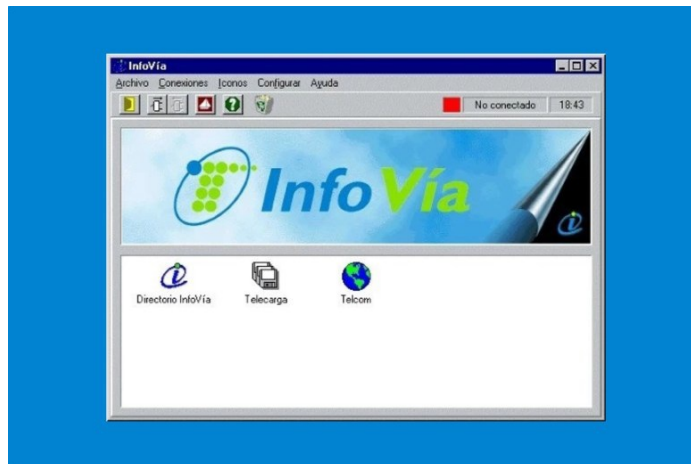 InfoVía
Archivo Conexiones Iconos Configurar Ayuda
No conectado 18:43
InfoVía
Directorio InfoVía Telecarga Telcom